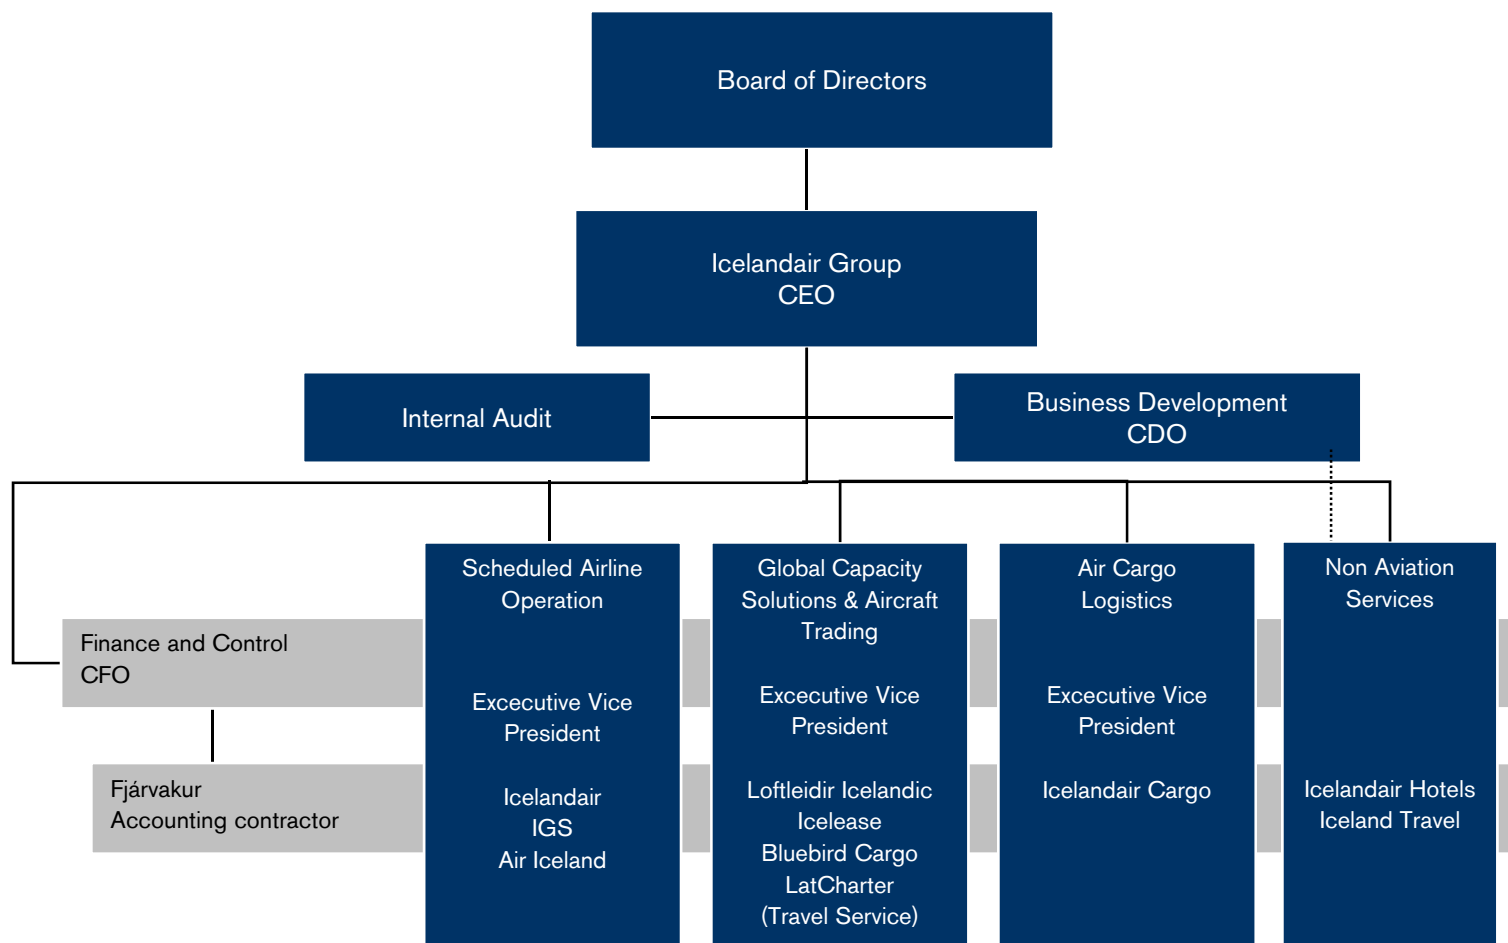 Board of Directors
Icelandair Group
CEO
Internal Audit
Business Development
CDO
Finance and Control
CFO
Fjárvakur
Accounting contractor
Scheduled Airline
Operation
Excecutive Vice
President
Icelandair
IGS
Air Iceland
Global Capacity
Solutions & Aircraft
Trading
Excecutive Vice
President
Loftleidir Icelandic
Icelease
Bluebird Cargo
LatCharter
(Travel Service)
Air Cargo
Logistics
Excecutive Vice
President
Icelandair Cargo
Non Aviation
Services
Icelandair Hotels
Iceland Travel